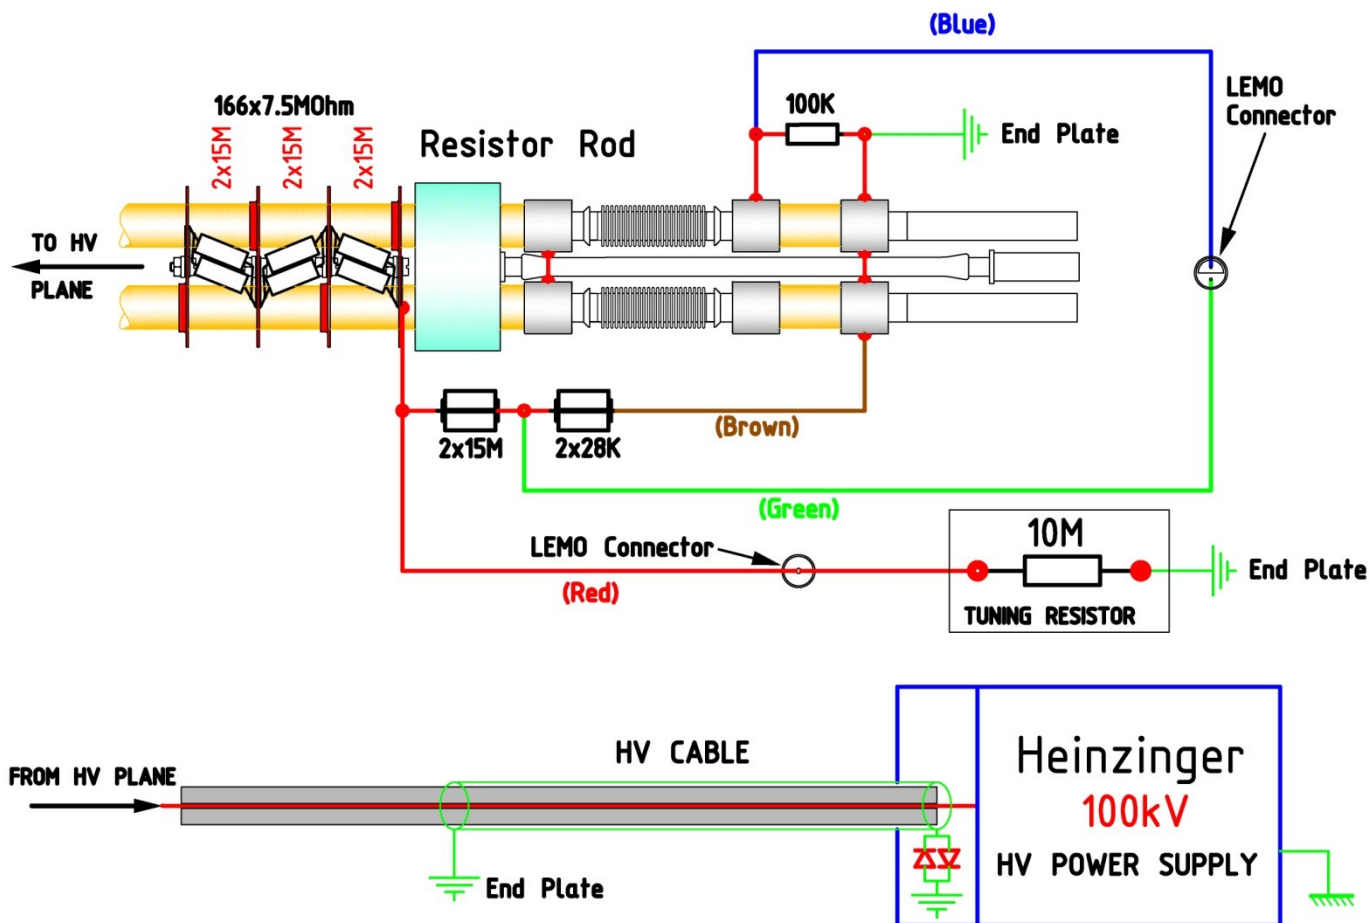 (Blue)
LEMO
Connector
166x7.5MOhm
2x15M
2x15M
2x15M
100K
End Plate
Resistor Rod
TO HV
PLANE
2x15M
2x28K
(Brown)
(Green)
LEMO Connector
(Red)
10M
TUNING RESISTOR
End Plate
HV CABLE
FROM HV PLANE
End Plate
Heinzinger
100kV
HV POWER SUPPLY